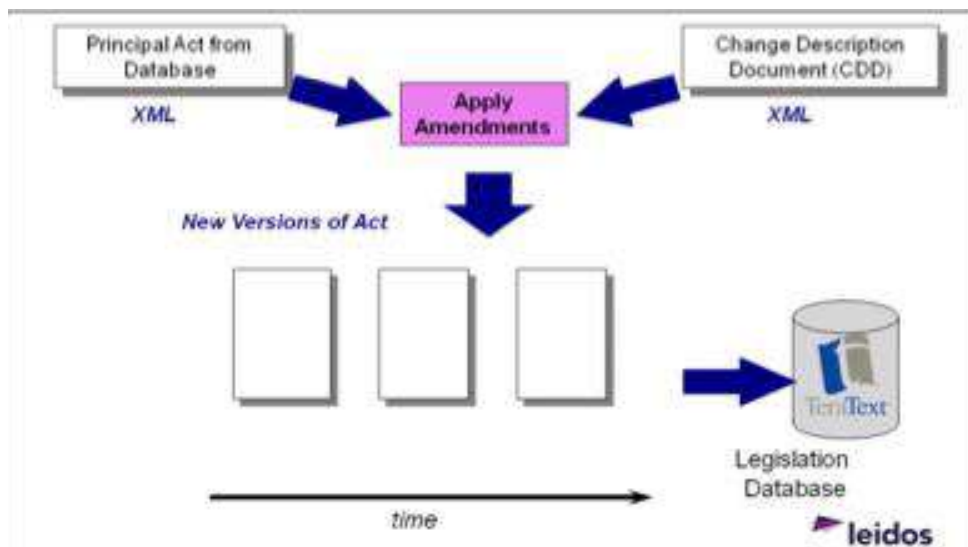 Principal Act from
Database
XML
Change Description
Document (CDD)
XML
Apply
Amendments
New Versions of Act
TeraText
Legislation
Database
time
leidos